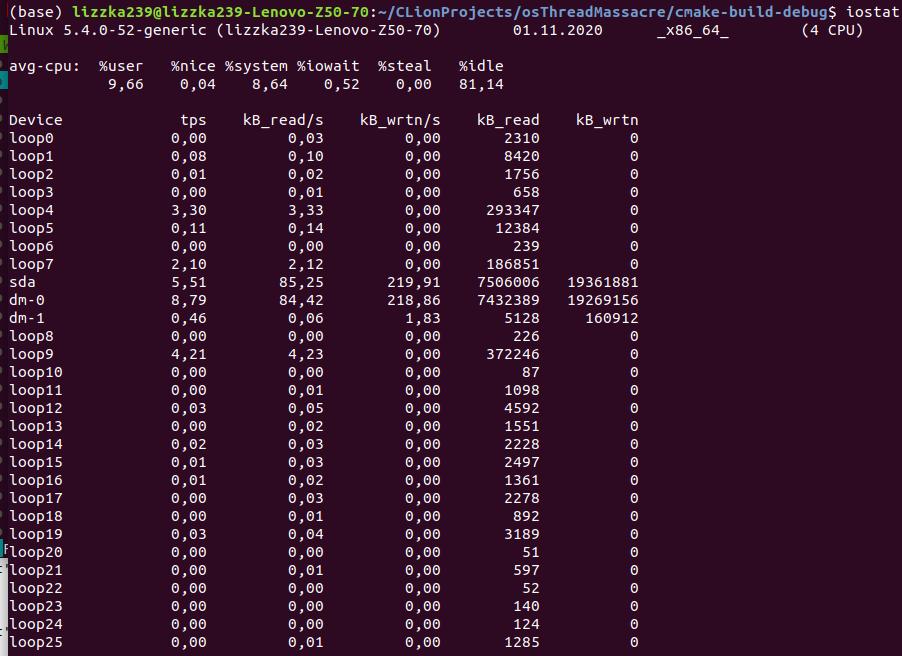 (base) lizzka239@lizzka239-Lenovo-Z50-70:~/CLionProjects/osThreadMassacre/cmake-build-debug$ iostat
Linux 5.4.0-52-generic (lizzka239-Lenovo-Z50-70) 01.11.2020 _x86_64_ (4 CPU)
avg-cpu: %user %nice %system %iowait %steal %idle
9,66 0,04 8,64 0,52 0,00 81,14
Device tps kB_read/s kB_wrtn/s kB_read kB_wrtn
loop0 0,00 0,03 0,00 2310 0
loop1 0,08 0,10 0,00 8420 0
loop2 0,01 0,02 0,00 1756 0
loop3 0,00 0,01 0,00 658 0
loop4 3,30 3,33 0,00 293347 0
loop5 0,11 0,14 0,00 12384 0
loop6 0,00 0,00 0,00 239 0
loop7 2,10 2,12 0,00 186851 0
sda 5,51 85,25 219,91 7506006 19361881
dm-0 8,79 84,42 218,86 7432389 19269156
dm-1 0,46 0,06 1,83 5128 160912
loop8 0,00 0,00 0,00 226 0
loop9 4,21 4,23 0,00 372246 0
loop10 0,00 0,00 0,00 87 0
loop11 0,00 0,01 0,00 1098 0
loop12 0,03 0,05 0,00 4592 0
loop13 0,00 0,02 0,00 1551 0
loop14 0,02 0,03 0,00 2228 0
loop15 0,01 0,03 0,00 2497 0
loop16 0,01 0,02 0,00 1361 0
loop17 0,00 0,03 0,00 2278 0
loop18 0,00 0,01 0,00 892 0
loop19 0,03 0,04 0,00 3189 0
loop20 0,00 0,00 0,00 51 0
loop21 0,00 0,01 0,00 597 0
loop22 0,00 0,00 0,00 52 0
loop23 0,00 0,00 0,00 140 0
loop24 0,00 0,00 0,00 124 0
loop25 0,00 0,01 0,00 1285 0